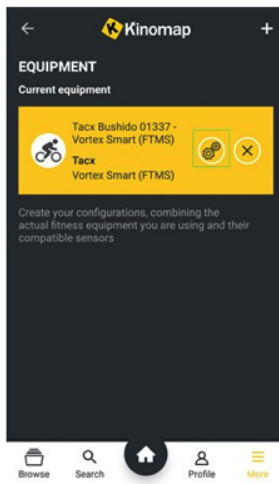 Kinomap
EQUIPMENT
Current equipment
Tacx Bushido 01337 -
Vortex Smart (FTMS)
Tacx
Vortex Smart (FTMS)
Create your configurations, combining the
actual fitness equipment you are using and their
compatible sensors
Browse
Search
Profile
More